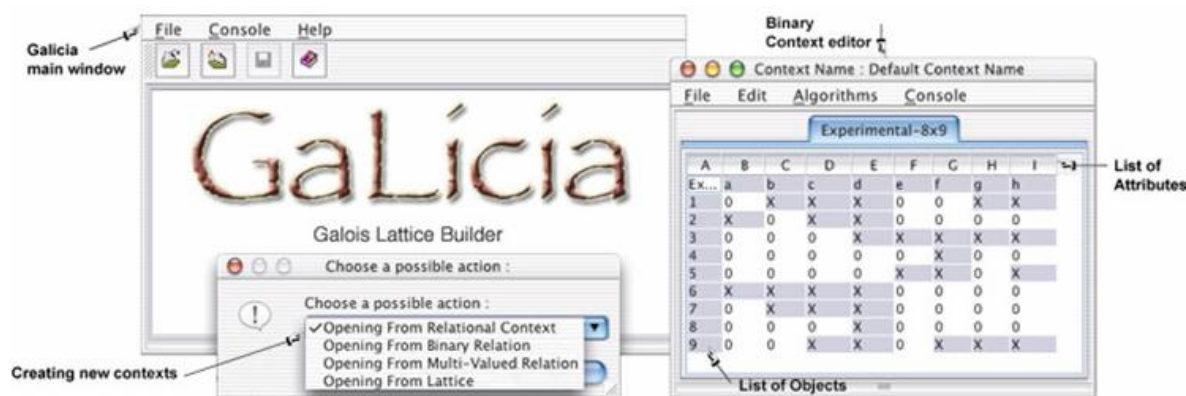 Galicia
main window
File Console Help
GaLicia
Galois Lattice Builder
Choose a possible action :
Choose a possible action :
✓Opening From Relational Context
Opening From Binary Relation
Opening From Multi-Valued Relation
Opening From Lattice
Creating new contexts
Binary
Context editor
Context Name : Default Context Name
File Edit Algorithms Console
Experimental-8x9
A B C D E F G H I
Ex... a b c d e f g h
1 0 X X X 0 0 X X
2 X 0 X X 0 0 0 0
3 0 0 0 X X X X X
4 0 0 0 0 0 X 0 0
5 0 0 0 0 X X 0 X
6 X X X X 0 0 0 0
7 0 X X X 0 0 0 0
8 0 0 0 X 0 0 0 0
9 0 0 X X 0 X X X
List of
Attributes
List of Objects